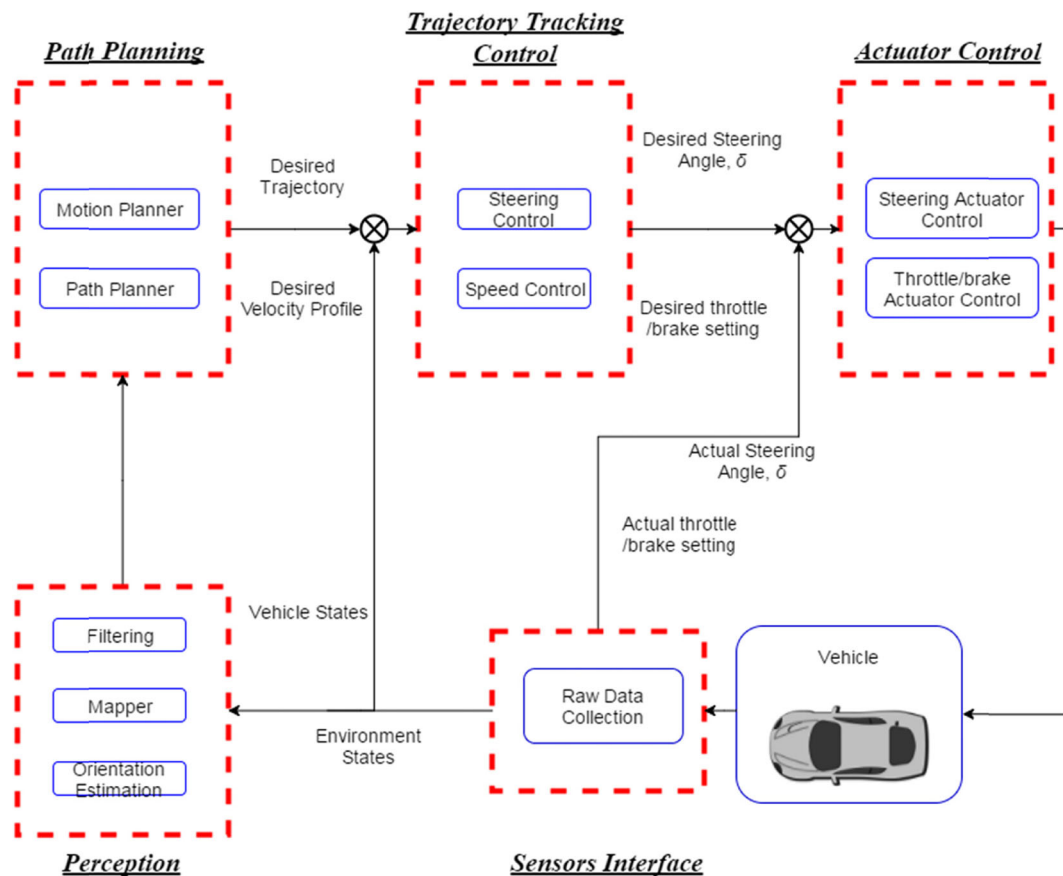 Path Planning
Trajectory Tracking
Control
Actuator Control
Motion Planner
Path Planner
Desired
Trajectory
Desired
Velocity Profile
Steering
Control
Speed Control
Desired Steering
Angle, δ
Desired throttle
/brake setting
Steering Actuator
Control
Throttle/brake
Actuator Control
Actual Steering
Angle, δ
Actual throttle
/brake setting
Filtering
Mapper
Orientation
Estimation
Vehicle States
Environment
States
Raw Data
Collection
Vehicle
Perception
Sensors Interface